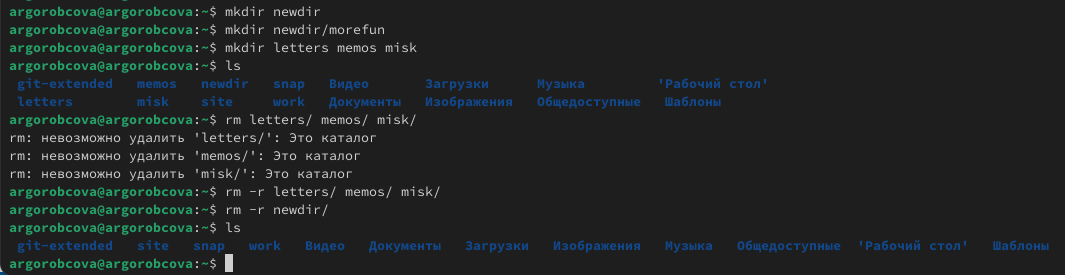 argorobcova@argorobcova:~$ mkdir newdir
argorobcova@argorobcova:~$ mkdir newdir/morefun
argorobcova@argorobcova:~$ mkdir letters memos misk
argorobcova@argorobcova:~$ ls
git-extended memos newdir snap Видео Загрузки Музыка 'Рабочий стол'
letters misk site work Документы Изображения Общедоступные Шаблоны
argorobcova@argorobcova:~$ rm letters/ memos/ misk/
rm: невозможно удалить 'letters/': Это каталог
rm: невозможно удалить 'memos/': Это каталог
rm: невозможно удалить 'misk/': Это каталог
argorobcova@argorobcova:~$ rm -r letters/ memos/ misk/
argorobcova@argorobcova:~$ rm -r newdir/
argorobcova@argorobcova:~$ ls
git-extended site snap work Видео Документы Загрузки Изображения Музыка Общедоступные 'Рабочий стол' Шаблоны
argorobcova@argorobcova:~$